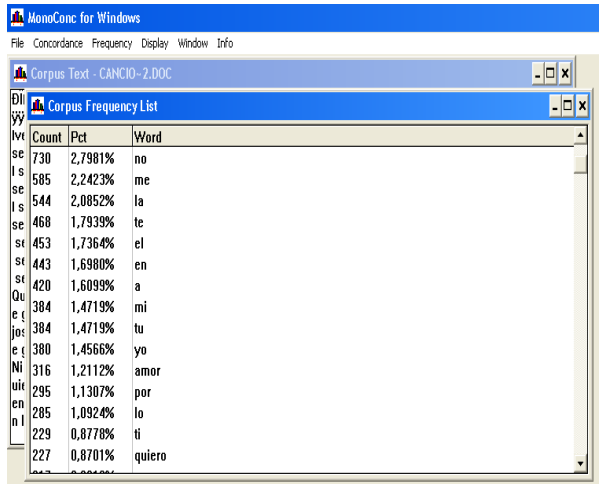 MonoConc for Windows
File Concordance Frequency Display Window Info
Corpus Text - CANCIO~2.DOC
Corpus Frequency List
Count Pct Word
730 2,7981% no
585 2,2423% me
544 2,0852% la
468 1,7939% te
453 1,7364% el
443 1,6980% en
420 1,6099% a
384 1,4719% mi
384 1,4719% tu
380 1,4566% yo
316 1,2112% amor
295 1,1307% por
285 1,0924% lo
229 0,8778% ti
227 0,8701% quiero